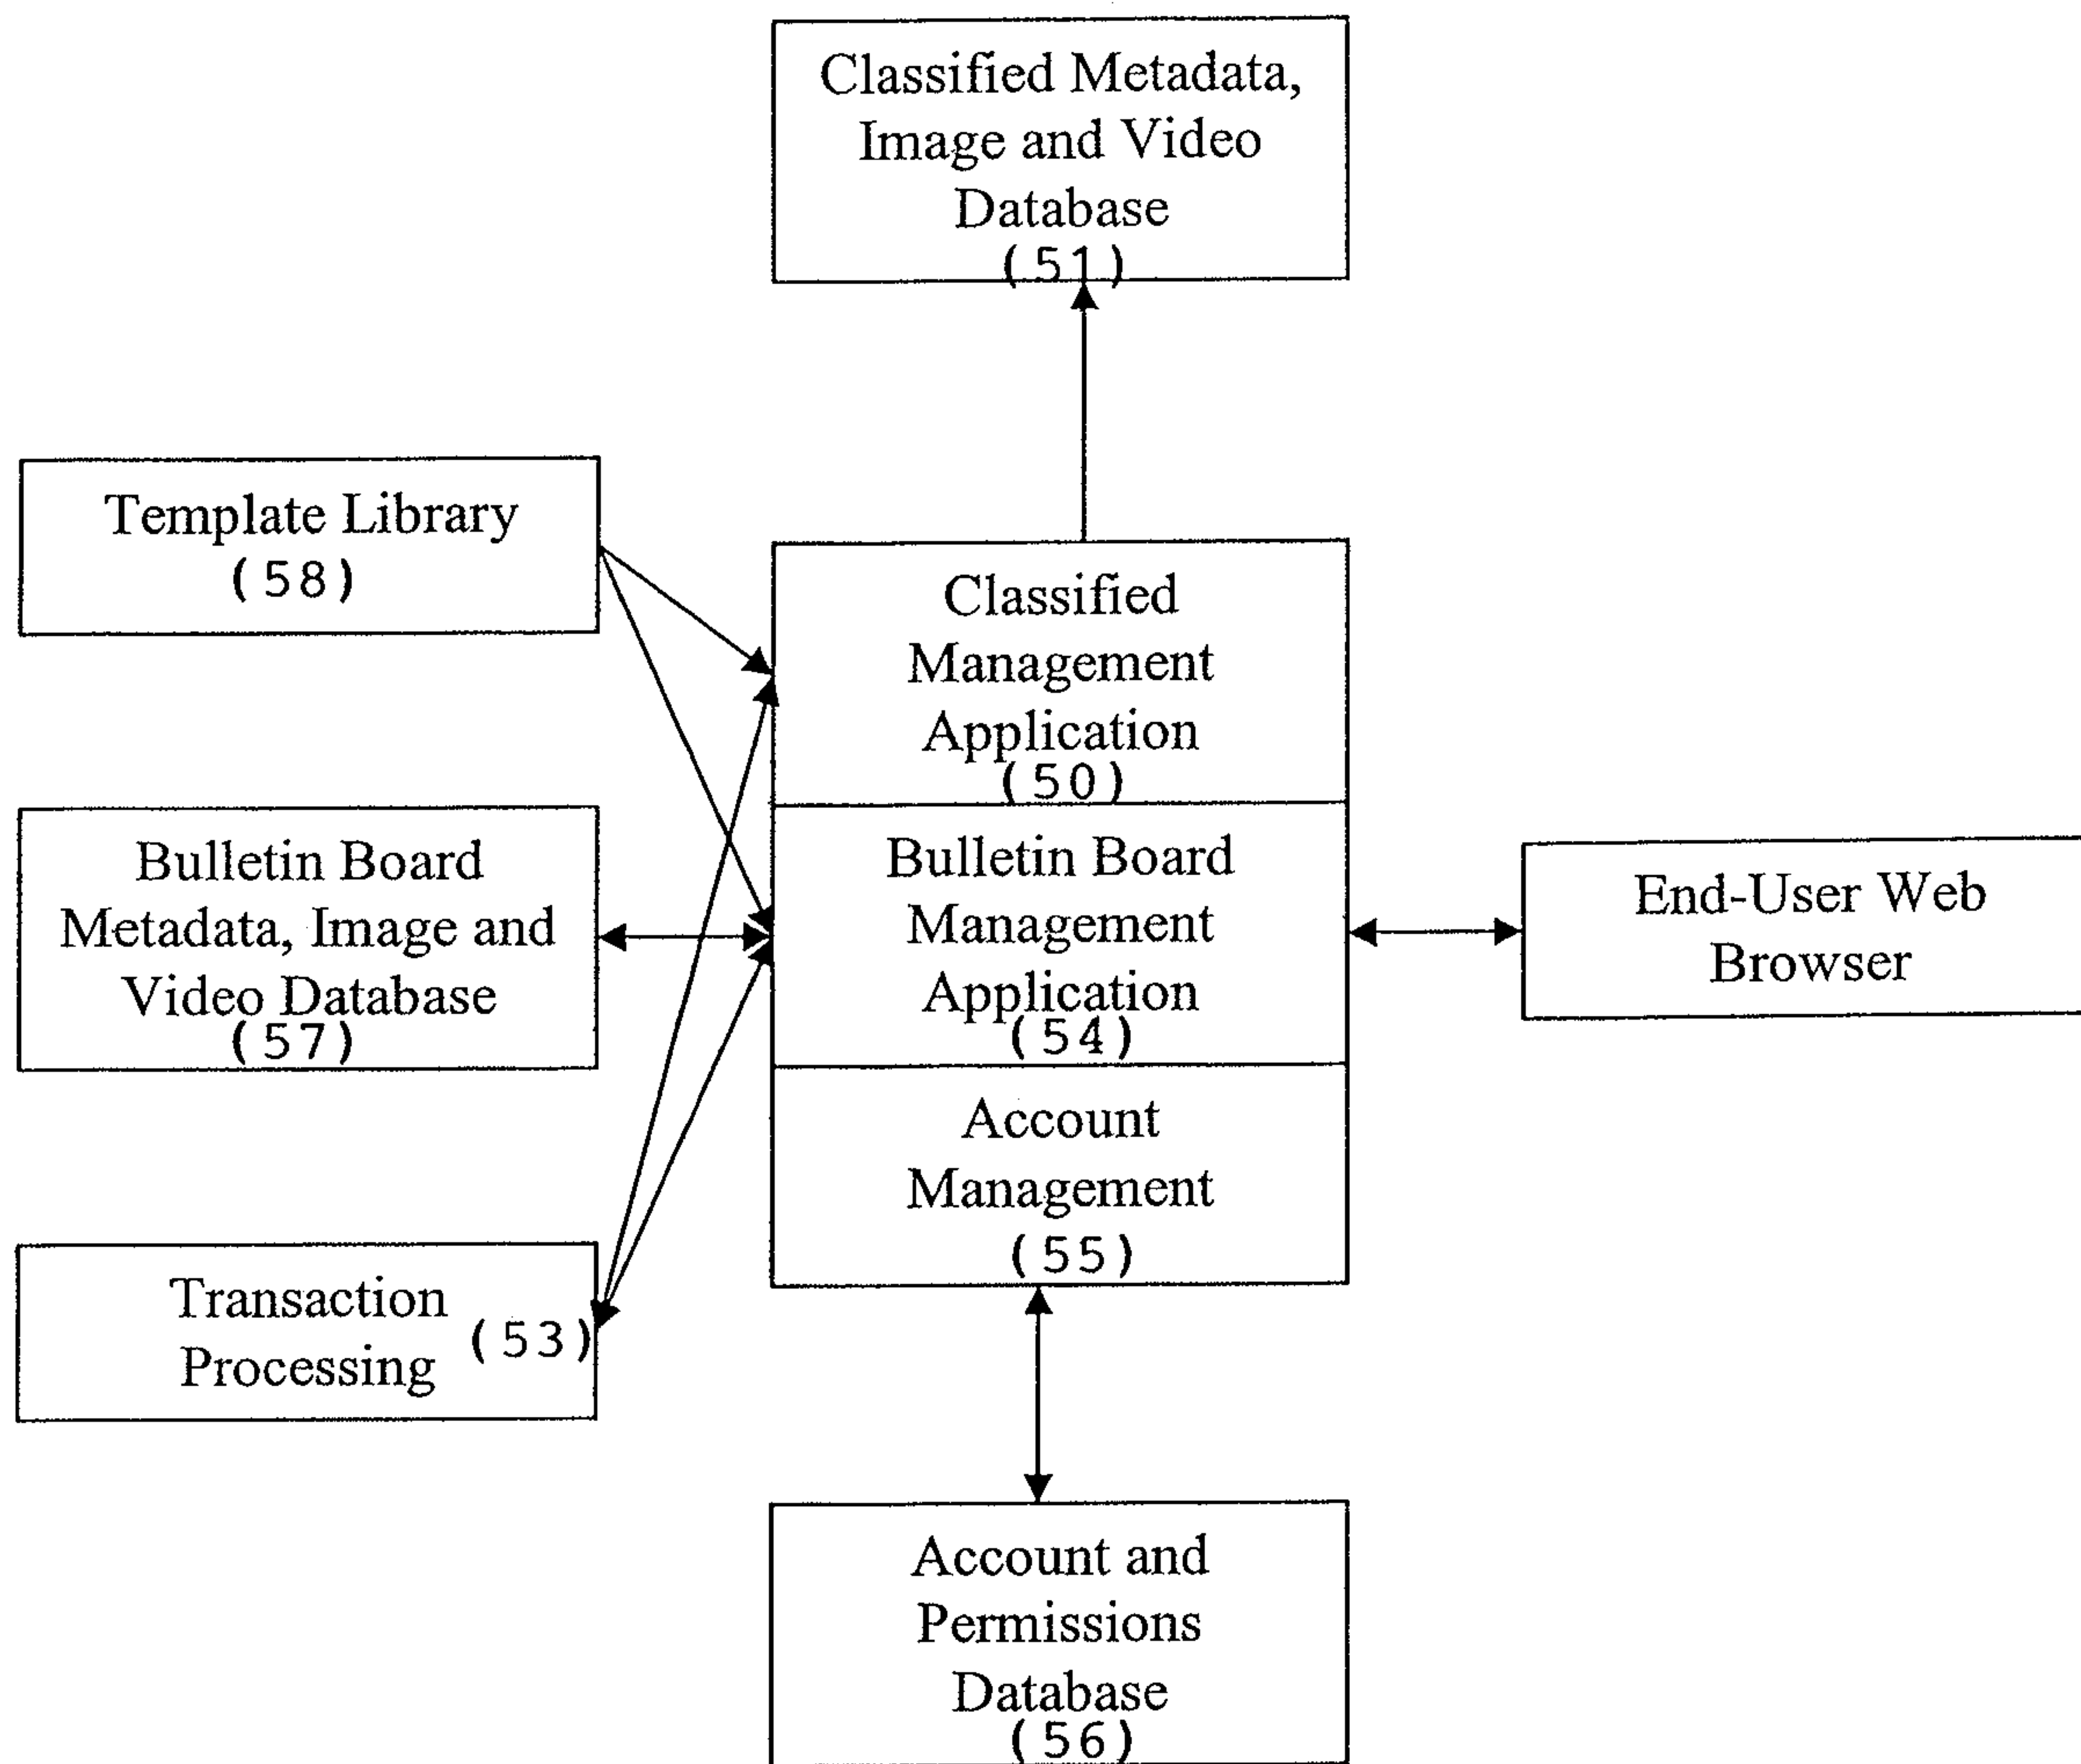 Classified Metadata,
Image and Video
Database
(51)
Template Library
(58)
Classified
Management
Application
(50)
Bulletin Board
Metadata, Image and
Video Database
(57)
Bulletin Board
Management
Application
(54)
End-User Web
Browser
Account
Management
(55)
Transaction
Processing (53)
Account and
Permissions
Database
(56)